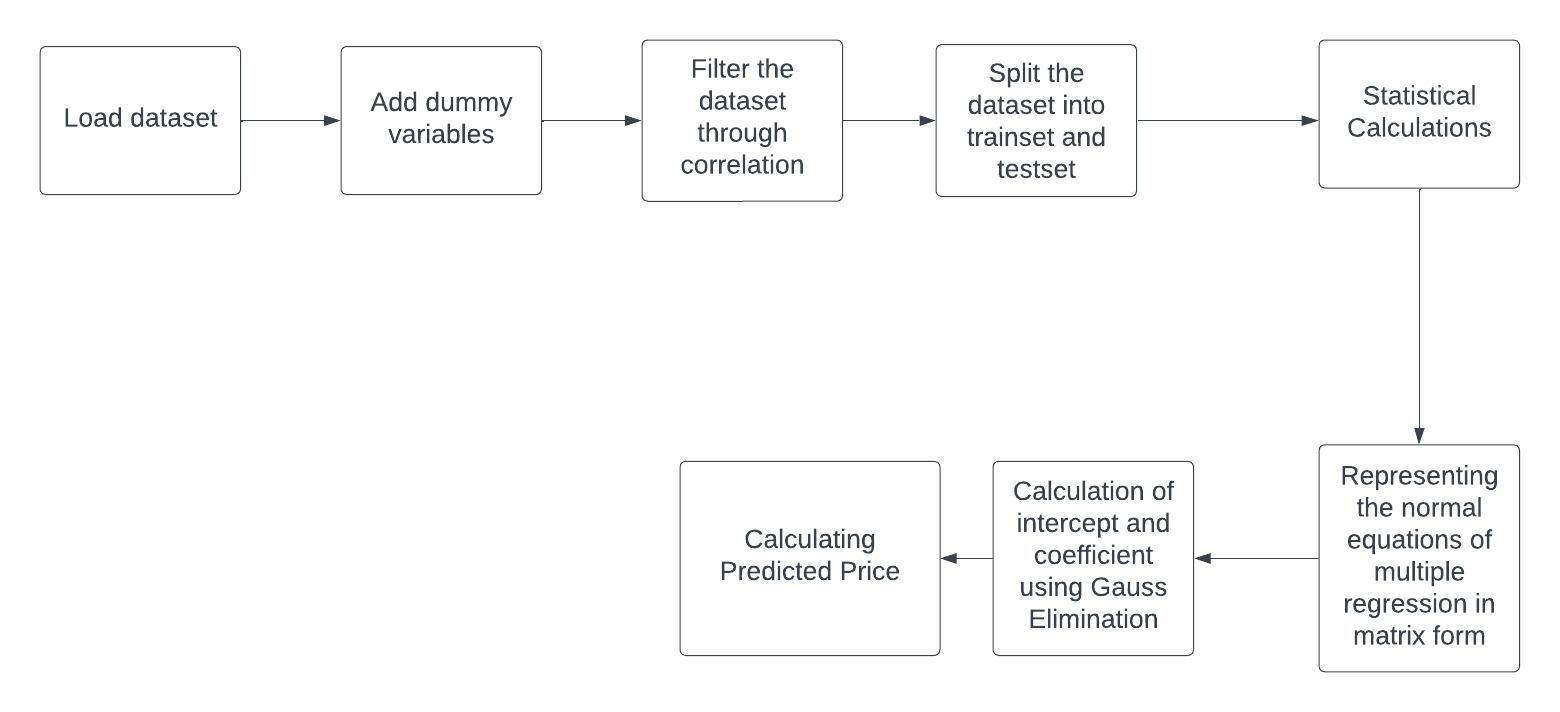 Load dataset
Add dummy
variables
Filter the
dataset
through
correlation
Split the
dataset into
trainset and
testset
Statistical
Calculations
Representing
the normal
equations of
multiple
regression in
matrix form
Calculation of
intercept and
coefficient
using Gauss
Elimination
Calculating
Predicted Price